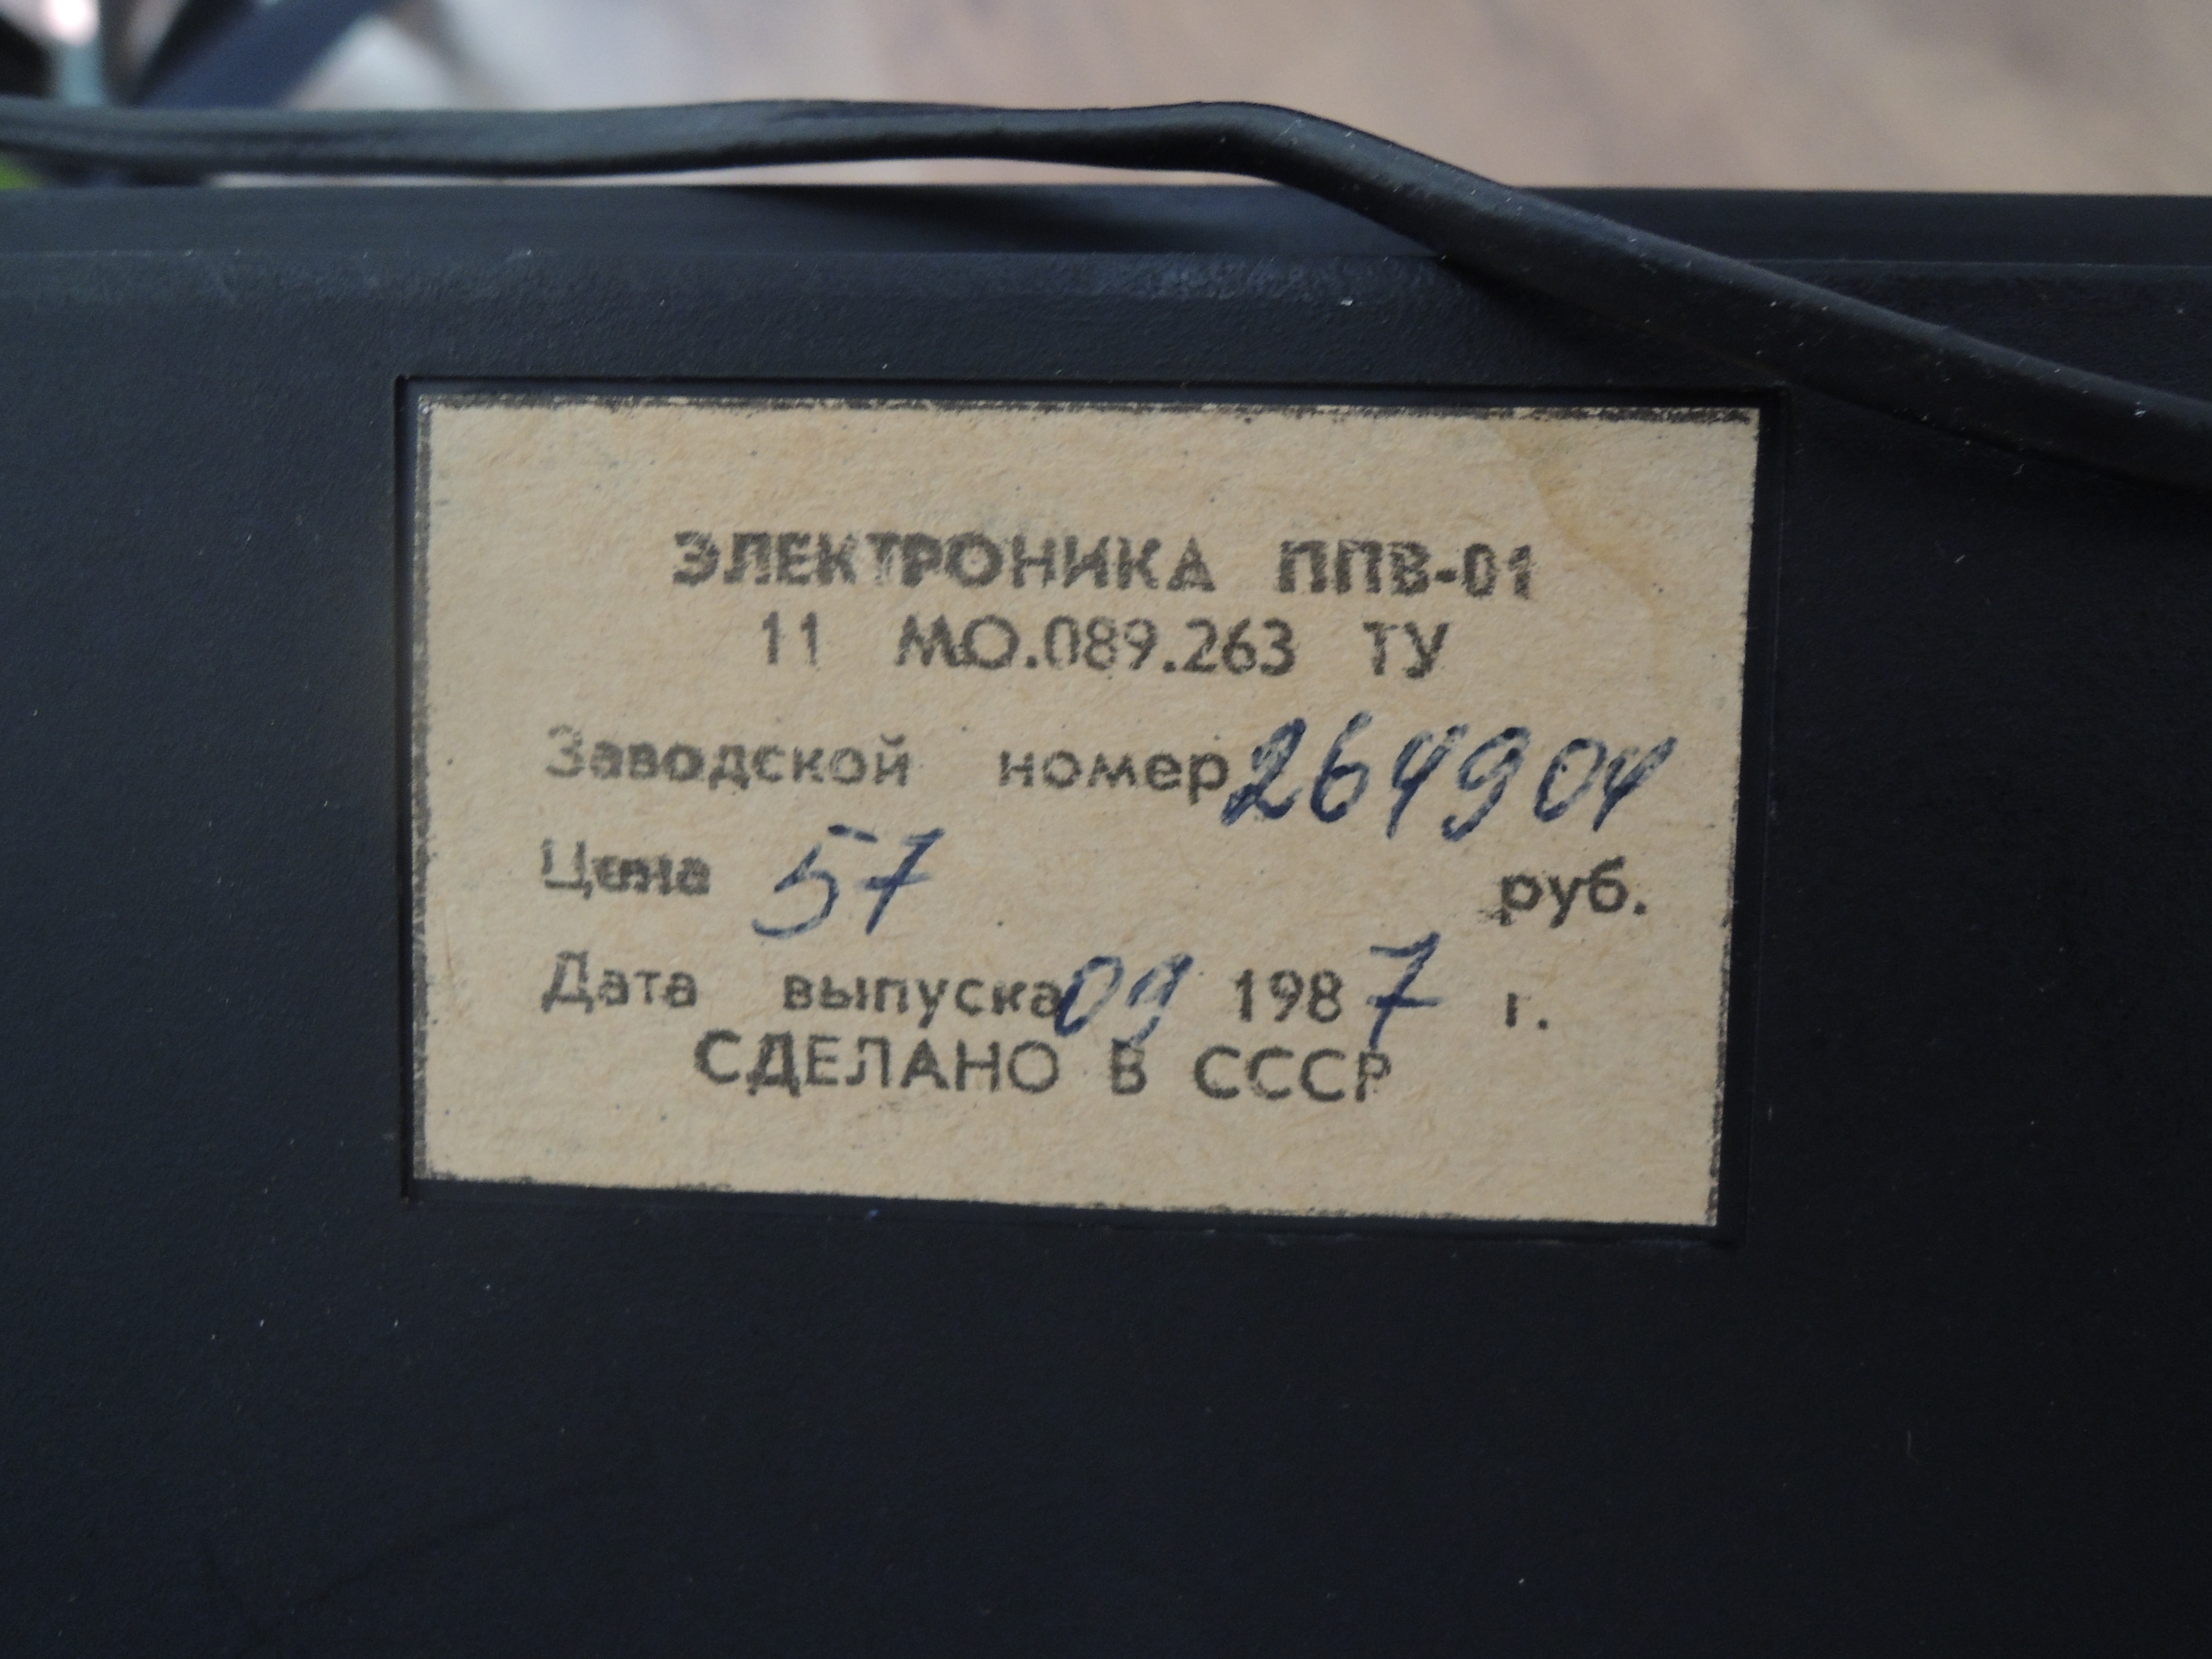 ЭЛЕКТРОНИКА ППВ-01
11 МО.089.263 ТУ
Заводской номер 264904
Цена 57 руб.
Дата выпуска 09 1987 г.
СДЕЛАНО В СССР